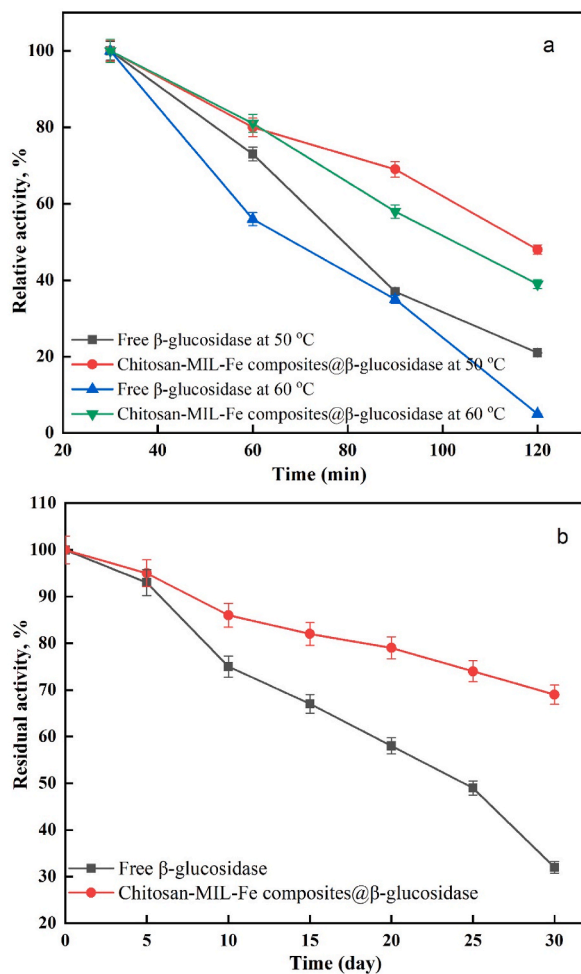 a
Relative activity, %
100
80
60
40
20
0
Free β-glucosidase at 50 °C
Chitosan-MIL-Fe composites@β-glucosidase at 50 °C
Free β-glucosidase at 60 °C
Chitosan-MIL-Fe composites@β-glucosidase at 60 °C
20 40 60 80 100 120
Time (min)
b
Residual activity, %
110
100
90
80
70
60
50
40
30
20
Free β-glucosidase
Chitosan-MIL-Fe composites@β-glucosidase
0 5 10 15 20 25 30
Time (day)